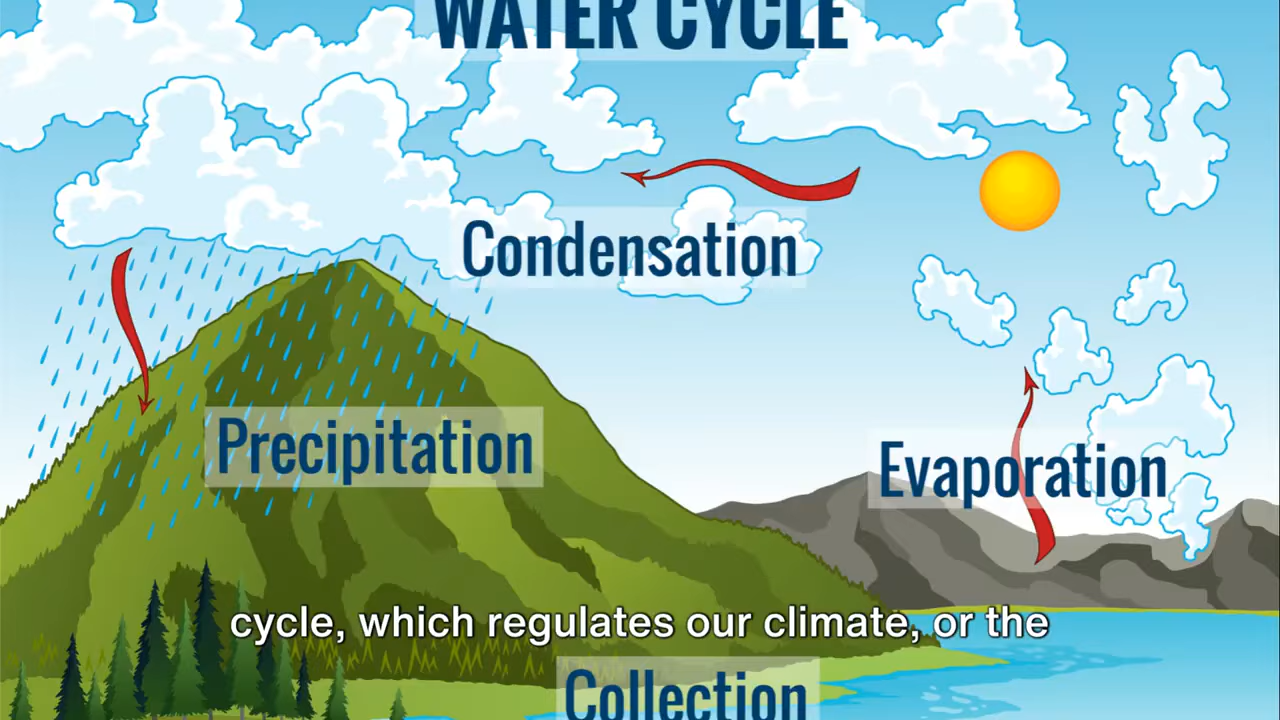 WATER CYCLE
Condensation
Precipitation
Evaporation
cycle, which regulates our climate, or the
Collection